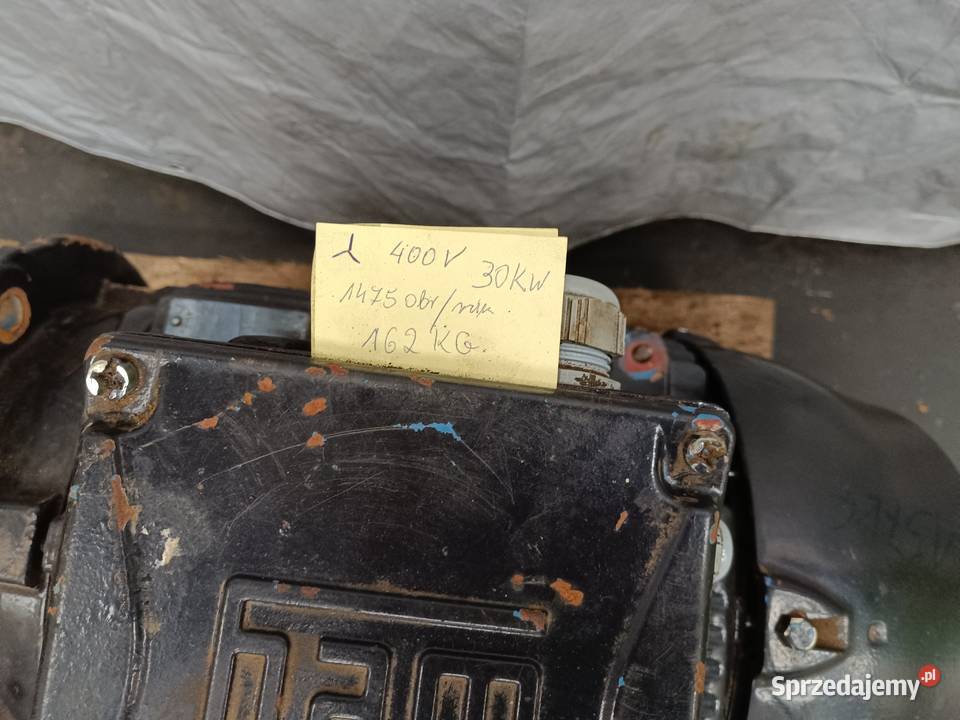 400V 30KW
1475 obr/min.
162 KG.
Sprzedajemy.pl